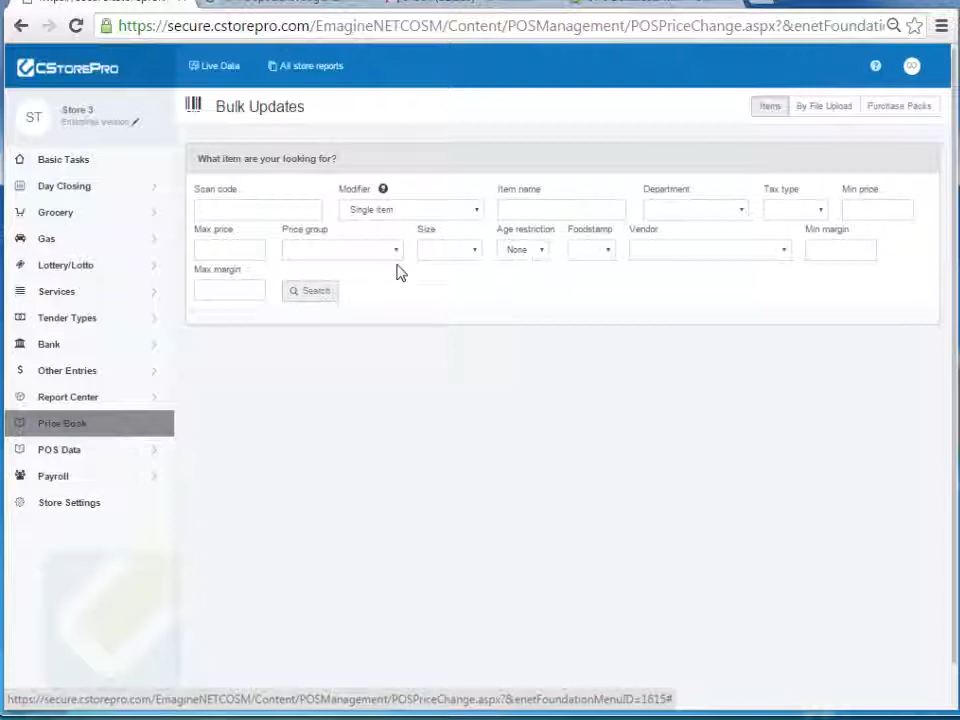 https://secure.cstorepro.com/EmagineNETCOSM/Content/POSManagement/POSPriceChange.aspx?&enetFoundati
CSTOREPRO
Live Data
All store reports
ST
Store 3
Enterprise version
Bulk Updates
Items
By File Upload
Purchase Packs
Basic Tasks
Day Closing
Grocery
Gas
Lottery/Lotto
Services
Tender Types
Bank
Other Entries
Report Center
Price Book
POS Data
Payroll
Store Settings
What item are your looking for?
Scan code
Modifier
Item name
Department
Tax type
Min price
Single item
Max price
Price group
Size
Age restriction
Foodstamp
Vendor
Min margin
None
Max margin
Search
https://secure.cstorepro.com/EmagineNETCOSM/Content/POSManagement/POSPriceChange.aspx?&enetFoundationMenuID=1615#